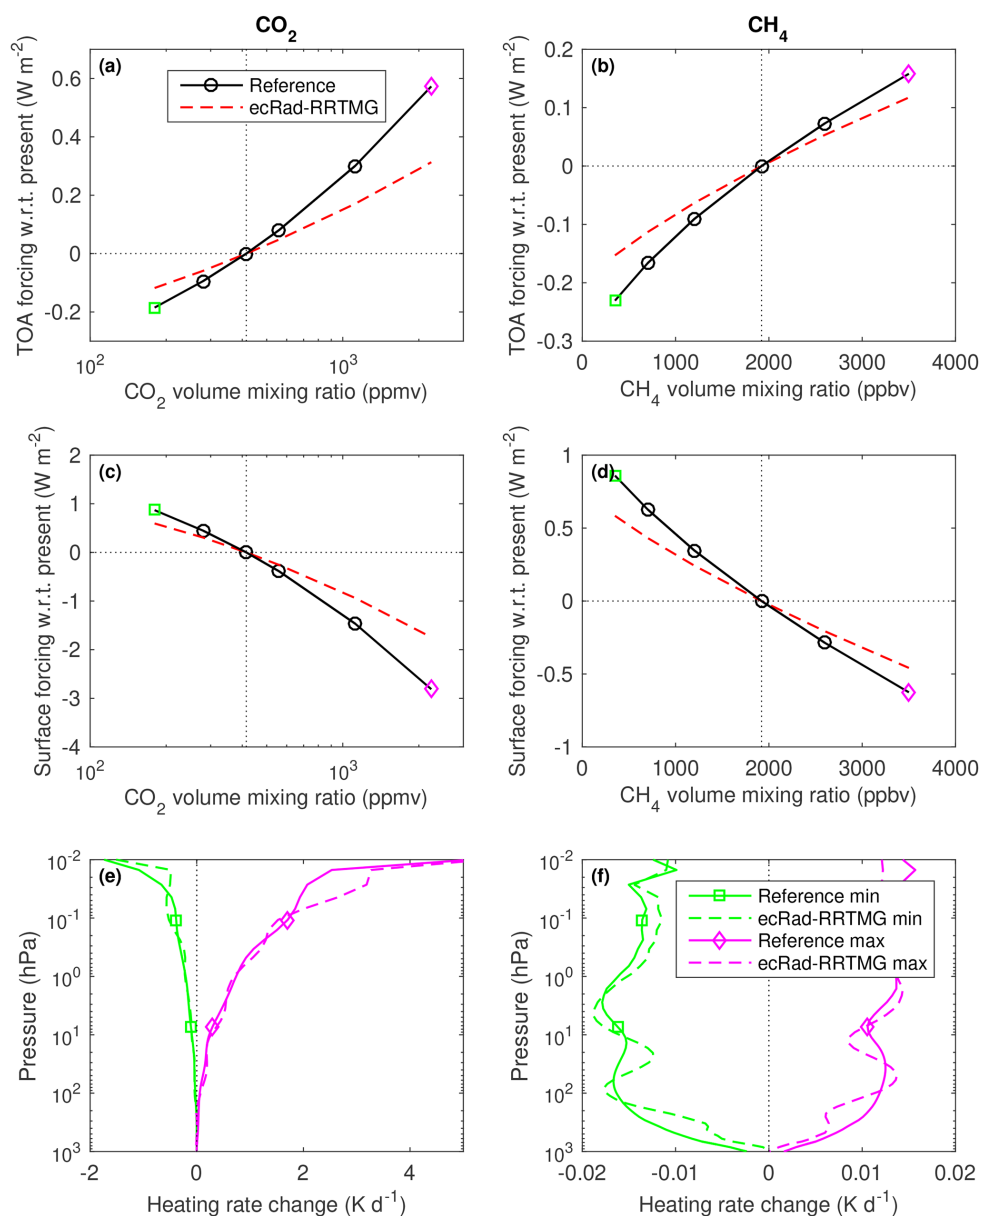 CO2
CH4
(a)
TOA forcing w.r.t. present (W m-2)
0.6
0.4
0.2
0
-0.2
Reference
ecRad-RRTMG
10^2
10^3
CO2 volume mixing ratio (ppmv)
(b)
TOA forcing w.r.t. present (W m-2)
0.2
0.1
0
-0.1
-0.2
-0.3
0 1000 2000 3000 4000
CH4 volume mixing ratio (ppbv)
(c)
Surface forcing w.r.t. present (W m-2)
2
1
0
-1
-2
-3
-4
10^2
10^3
CO2 volume mixing ratio (ppmv)
(d)
Surface forcing w.r.t. present (W m-2)
1
0.5
0
-0.5
-1
0 1000 2000 3000 4000
CH4 volume mixing ratio (ppbv)
(e)
Pressure (hPa)
10^-2
10^-1
10^0
10^1
10^2
10^3
-2 0 2 4
Heating rate change (K d-1)
(f)
Pressure (hPa)
10^-2
10^-1
10^0
10^1
10^2
10^3
Reference min
ecRad-RRTMG min
Reference max
ecRad-RRTMG max
-0.02 -0.01 0 0.01 0.02
Heating rate change (K d-1)